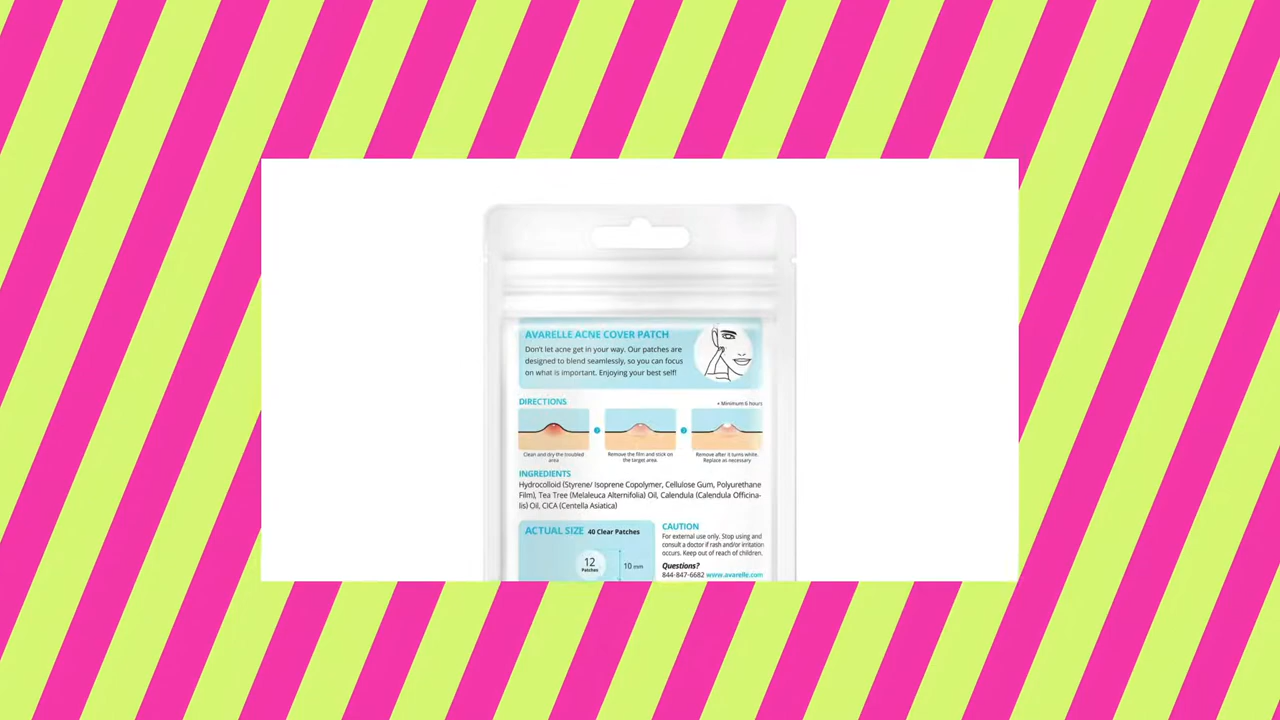 AVARELLE ACNE COVER PATCH
Don't let acne get in your way. Our patches are
designed to blend seamlessly, so you can focus
on what is important. Enjoying your best self!
DIRECTIONS
+ Minimum 6 hours
Clean and dry the troubled
area
Remove the film and stick on
the target area.
Remove after it turns white.
Replace as necessary
INGREDIENTS
Hydrocolloid (Styrene/ Isoprene Copolymer, Cellulose Gum, Polyurethane
Film), Tea Tree (Melaleuca Alternifolia) Oil, Calendula (Calendula Officina-
lis) Oil, CICA (Centella Asiatica)
ACTUAL SIZE 40 Clear Patches
12
Patches
10 mm
CAUTION
For external use only. Stop using and
consult a doctor if rash and/or irritation
occurs. Keep out of reach of children.
Questions?
844-847-6682 www.avarelle.com